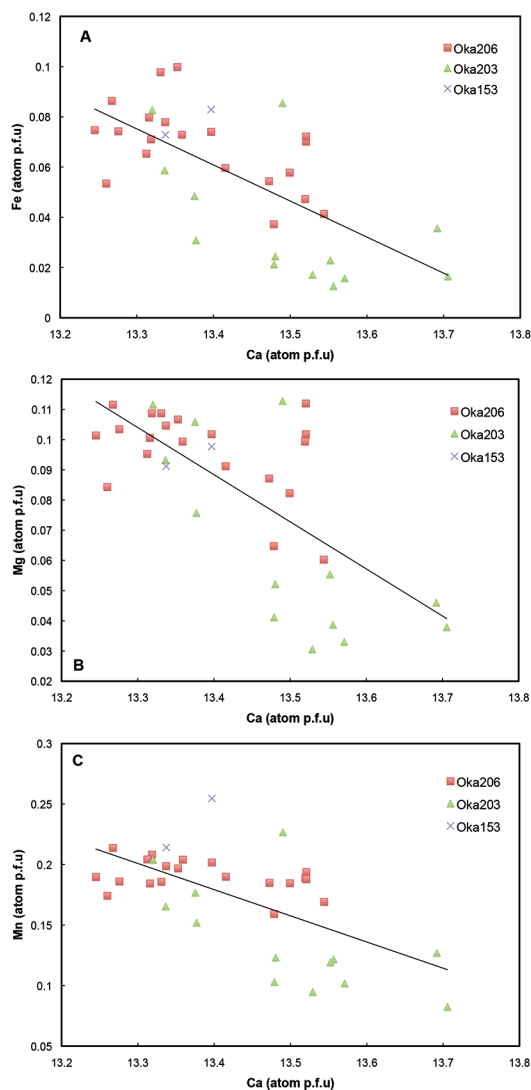 A
Oka206
Oka203
Oka153
0.12
0.1
0.08
0.06
0.04
0.02
0
Fe (atom p.f.u)
13.2
13.3
13.4
13.5
13.6
13.7
13.8
Ca (atom p.f.u)
B
Oka206
Oka203
Oka153
0.12
0.11
0.1
0.09
0.08
0.07
0.06
0.05
0.04
0.03
0.02
Mg (atom p.f.u)
13.2
13.3
13.4
13.5
13.6
13.7
13.8
Ca (atom p.f.u)
C
Oka206
Oka203
Oka153
0.3
0.25
0.2
0.15
0.1
0.05
Mn (atom p.f.u)
13.2
13.3
13.4
13.5
13.6
13.7
13.8
Ca (atom p.f.u)